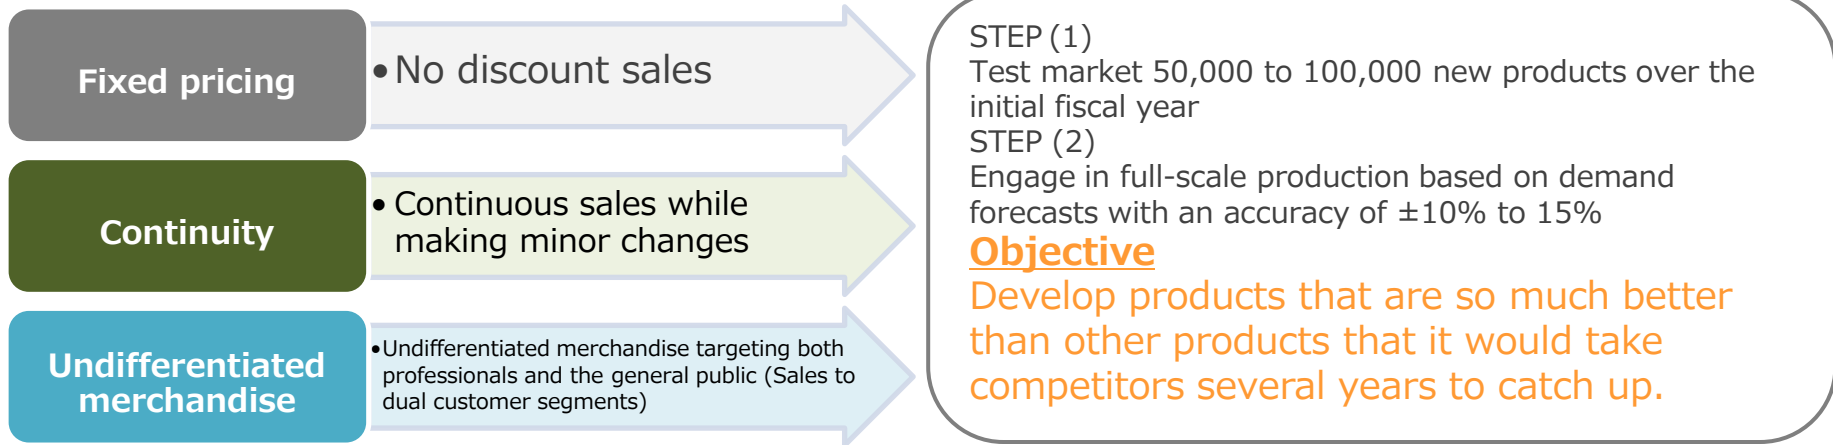 Fixed pricing
•No discount sales
Continuity
•Continuous sales while
making minor changes
Undifferentiated
merchandise
•Undifferentiated merchandise targeting both
professionals and the general public (Sales to
dual customer segments)
STEP (1)
Test market 50,000 to 100,000 new products over the
initial fiscal year
STEP (2)
Engage in full-scale production based on demand
forecasts with an accuracy of ±10% to 15%
Objective
Develop products that are so much better
than other products that it would take
competitors several years to catch up.